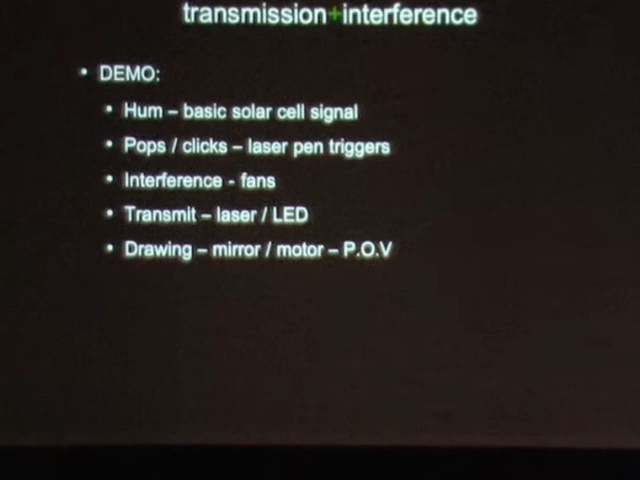 transmission+interference
• DEMO:
• Hum – basic solar cell signal
• Pops / clicks – laser pen triggers
• Interference - fans
• Transmit – laser / LED
• Drawing – mirror / motor – P.O.V